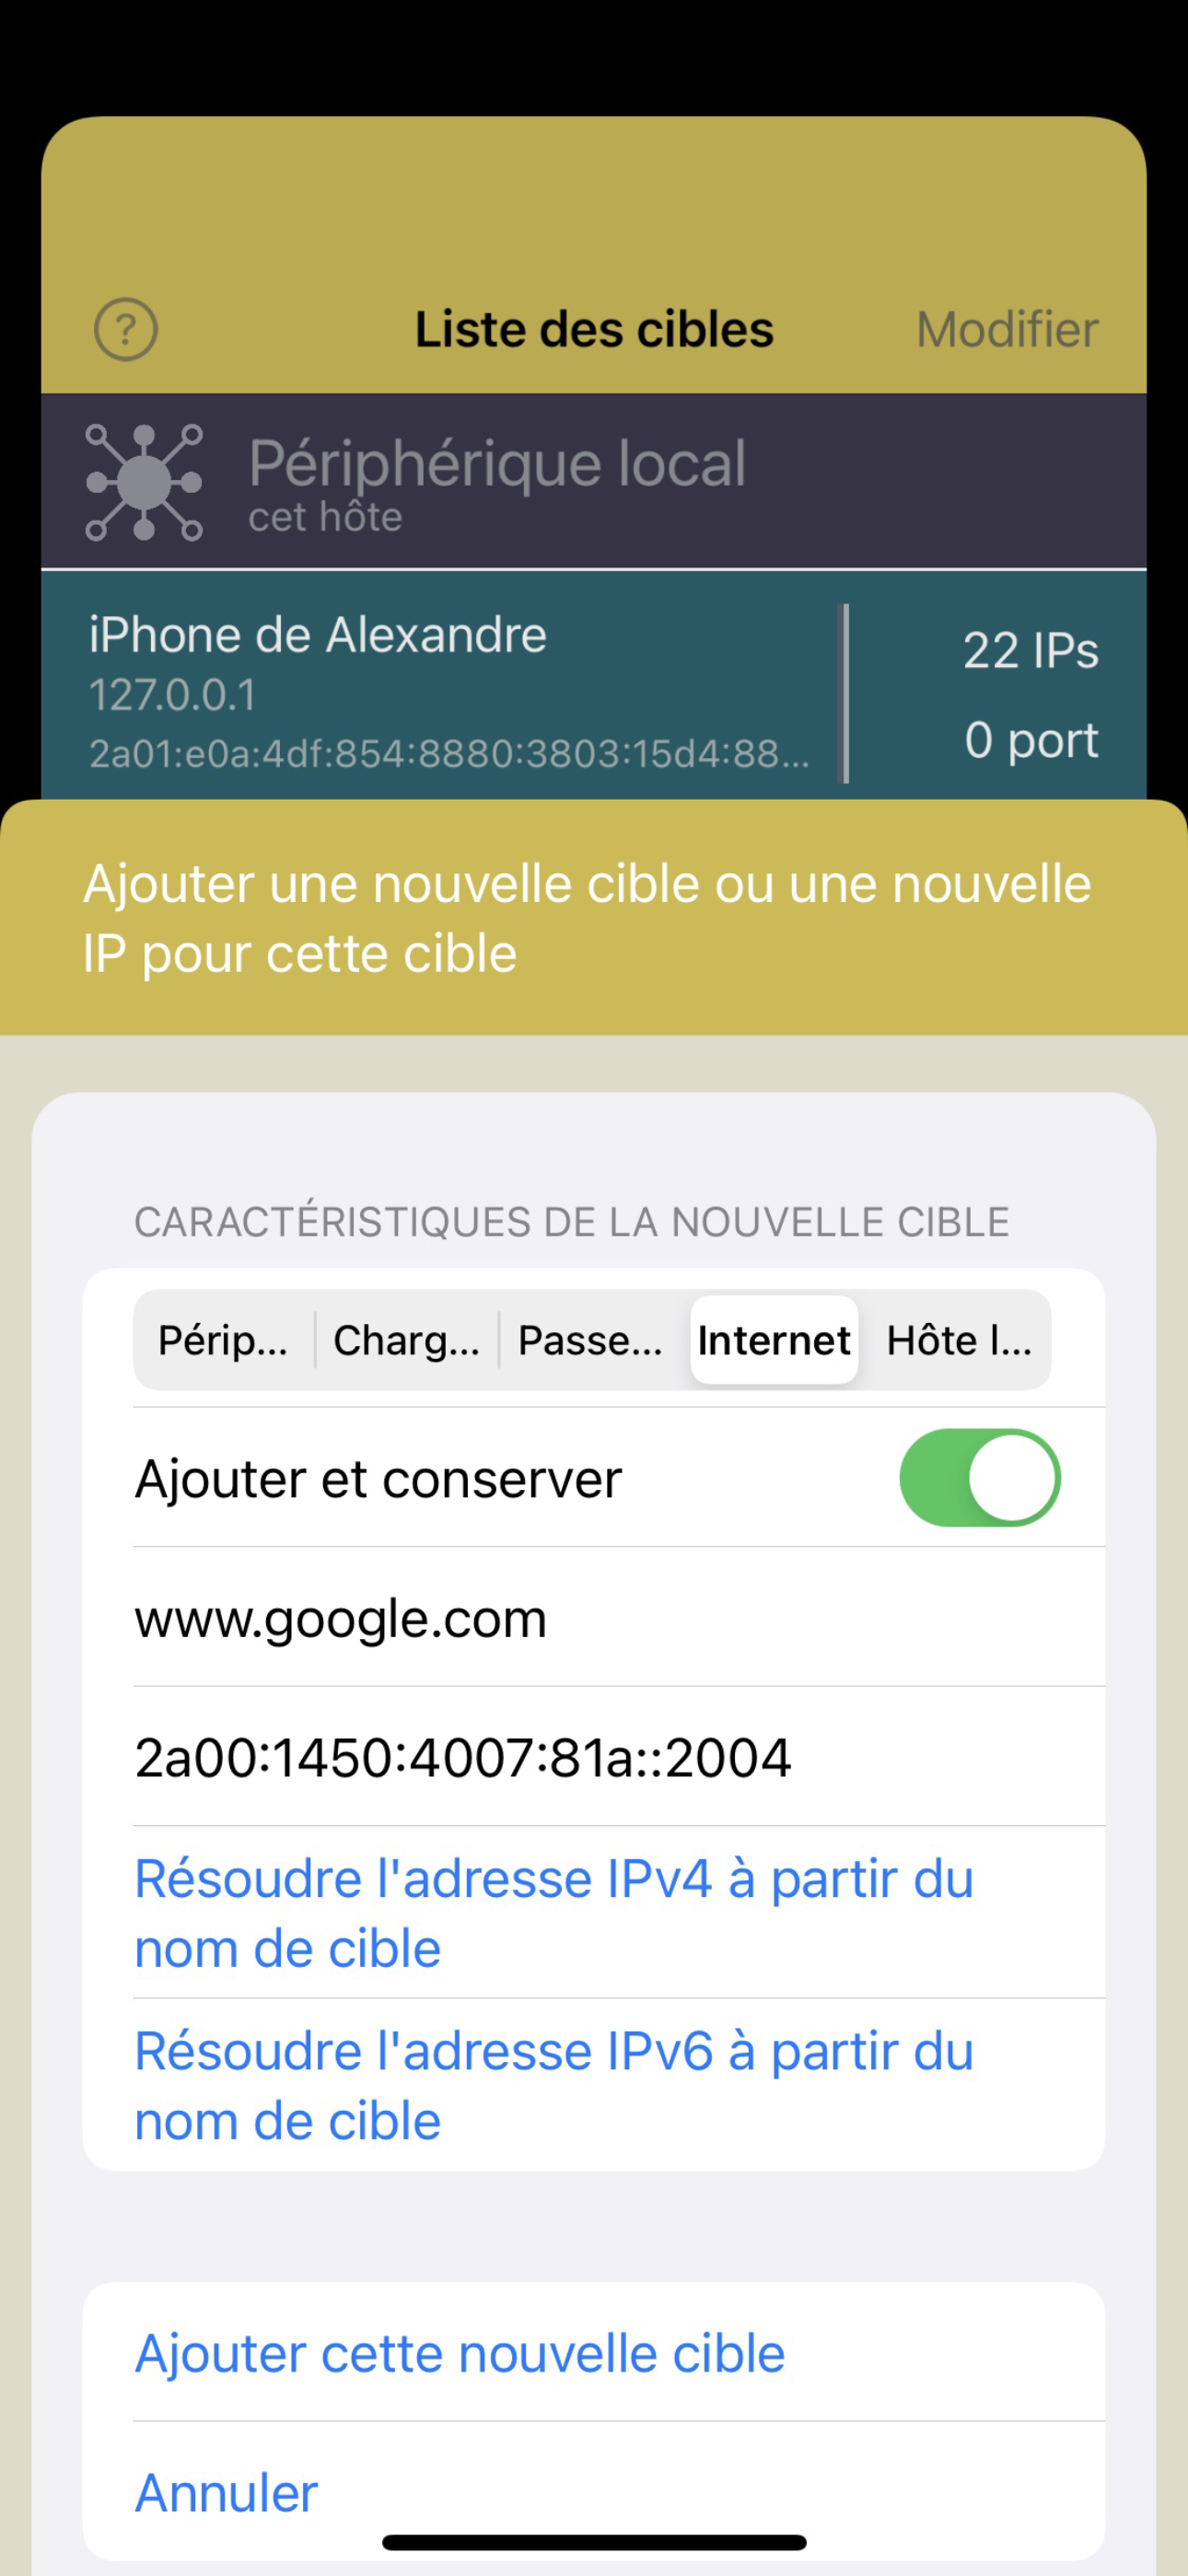 ?
Liste des cibles
Modifier
Périphérique local
cet hôte
iPhone de Alexandre
22 IPs
127.0.0.1
2a01:e0a:4df:854:8880:3803:15d4:88...
0 port
Ajouter une nouvelle cible ou une nouvelle
IP pour cette cible
CARACTÉRISTIQUES DE LA NOUVELLE CIBLE
Périp... Charg... Passe... Internet Hôte l...
Ajouter et conserver
www.google.com
2a00:1450:4007:81a::2004
Résoudre l'adresse IPv4 à partir du
nom de cible
Résoudre l'adresse IPv6 à partir du
nom de cible
Ajouter cette nouvelle cible
Annuler